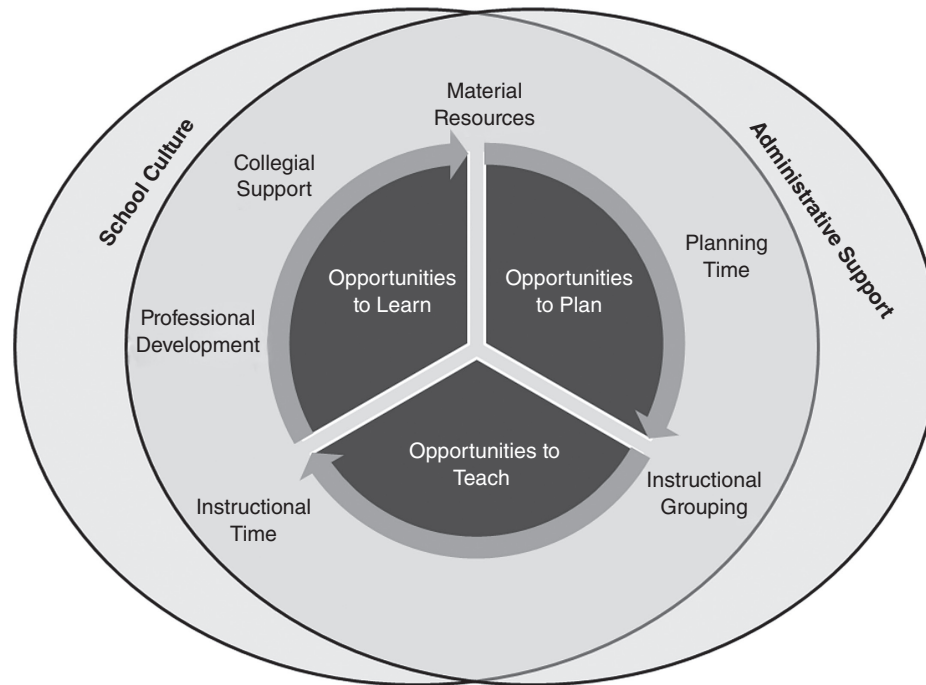 Material
Resources
School Culture
Administrative Support
Collegial
Support
Planning
Time
Opportunities
to Learn
Opportunities
to Plan
Professional
Development
Opportunities to
Teach
Instructional
Grouping
Instructional
Time